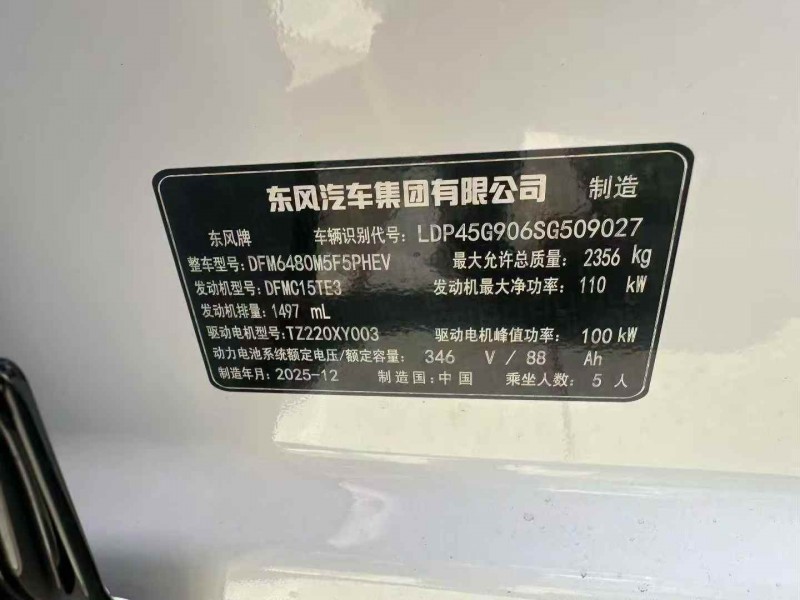 东风汽车集团有限公司 制造
东风牌 车辆识别代号: LDP45G906SG509027
整车型号: DFM6480M5F5PHEV 最大允许总质量: 2356 kg
发动机型号: DFMC15TE3 发动机最大净功率: 110 kW
发动机排量: 1497 mL
驱动电机型号: TZ220XY003 驱动电机峰值功率: 100 kW
动力电池系统额定电压/额定容量: 346 V / 88 Ah
制造年月: 2025-12 制造国: 中国 乘坐人数: 5 人